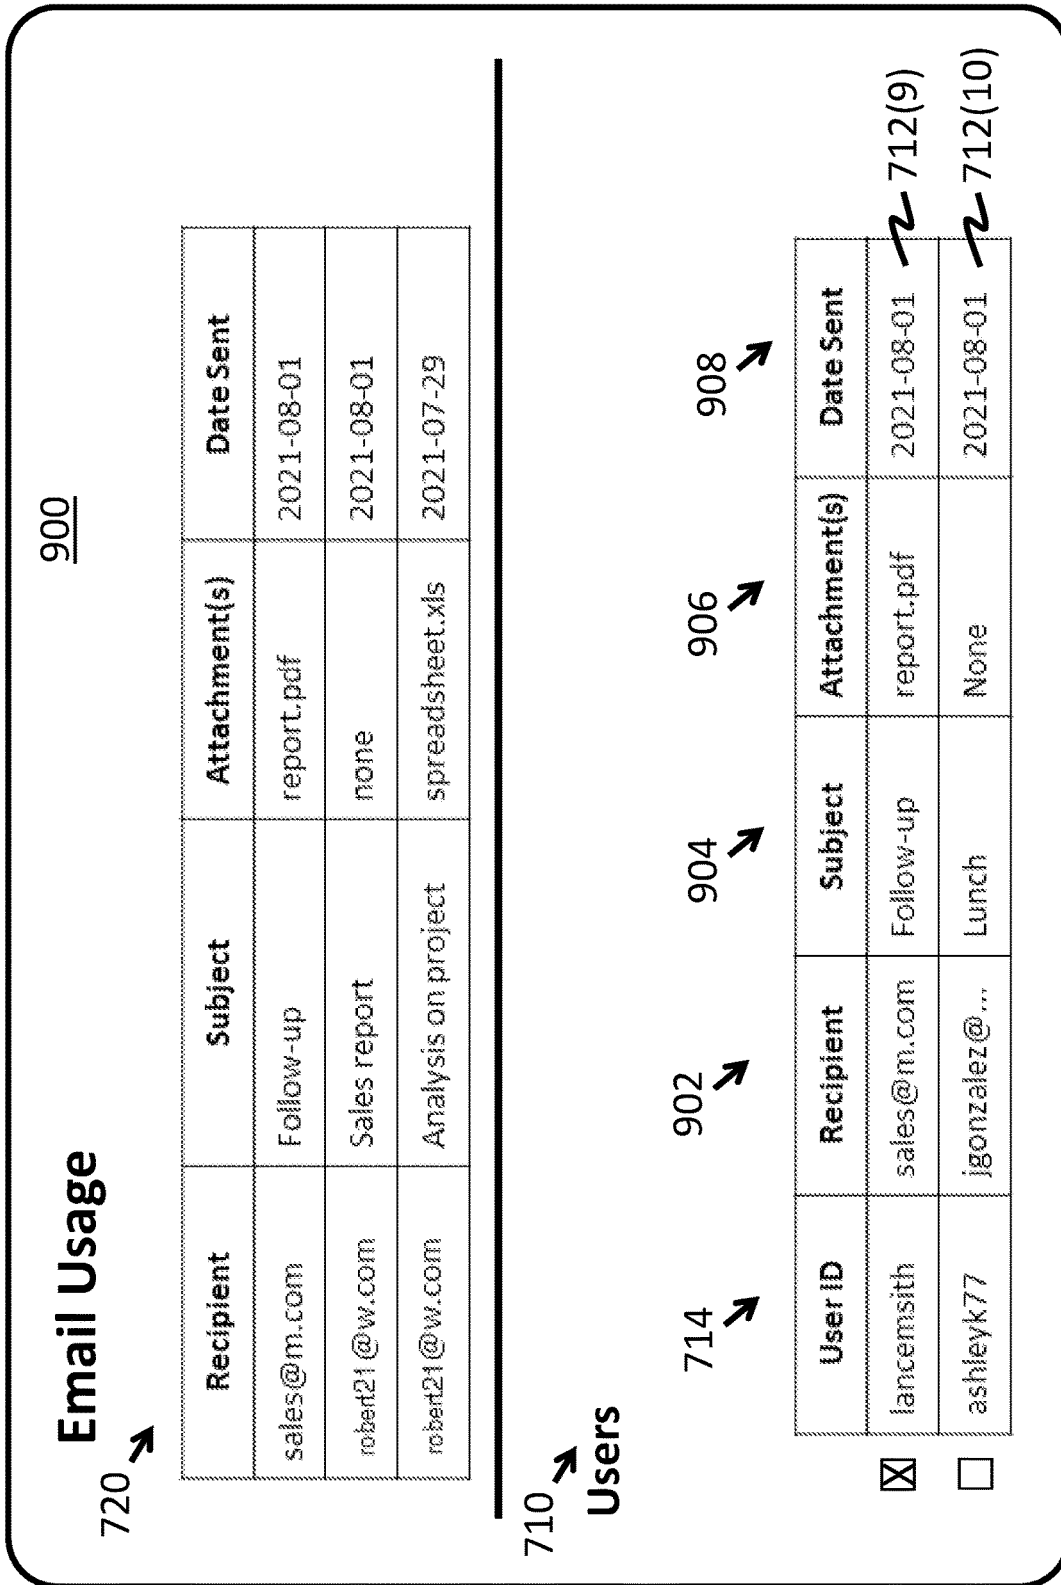 900
Email Usage
720
Recipient Subject Attachment(s) Date Sent
sales@m.com Follow-up report.pdf 2021-08-01
robert21@w.com Sales report none 2021-08-01
robert21@w.com Analysis on project spreadsheet.xls 2021-07-29
710
Users
714 902 904 906 908
User ID Recipient Subject Attachment(s) Date Sent
lancemsith sales@m.com Follow-up report.pdf 2021-08-01 712(9)
ashleyk77 jgonzalez@... Lunch None 2021-08-01 712(10)